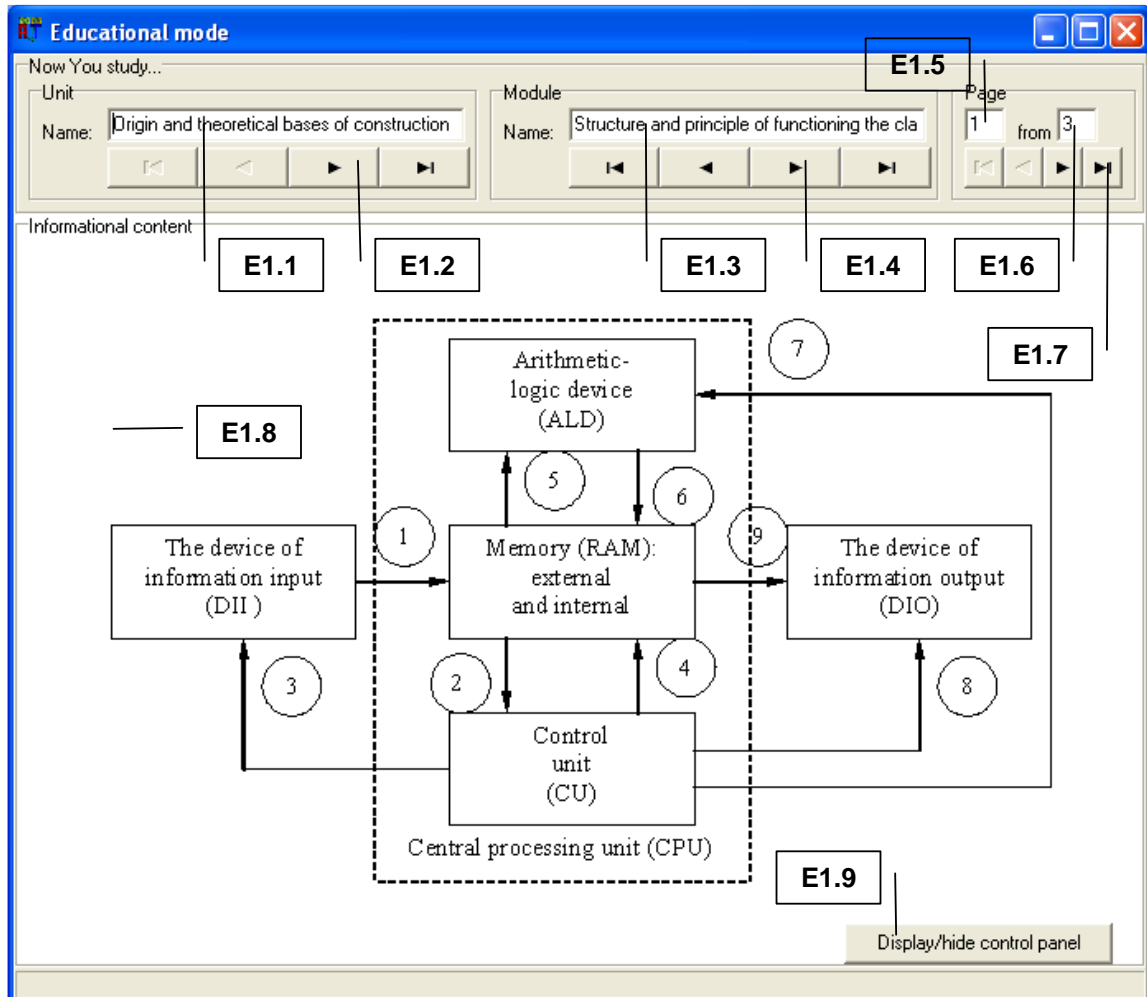 Educational mode
Now You study...
E1.5
Unit
Module
Page
Name:
Origin and theoretical bases of construction
Name:
Structure and principle of functioning the cla
1
from
3
Informational content
E1.1
E1.2
E1.3
E1.4
E1.6
E1.7
7
Arithmetic-
logic device
(ALD)
E1.8
5
6
1
9
The device of
information input
(DII )
Memory (RAM):
external
and internal
The device of
information output
(DIO)
3
2
4
8
Control
unit
(CU)
Central processing unit (CPU)
E1.9
Display/hide control panel